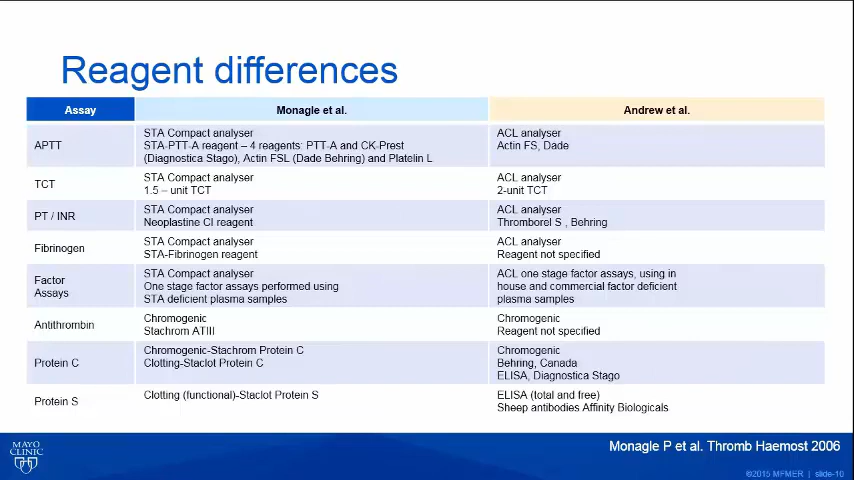 Reagent differences
Assay
Monagle et al.
Andrew et al.
APTT
STA Compact analyser
STA-PTT-A reagent – 4 reagents: PTT-A and CK-Prest
(Diagnostica Stago), Actin FSL (Dade Behring) and Platelin L
ACL analyser
Actin FS, Dade
TCT
STA Compact analyser
1.5 – unit TCT
ACL analyser
2-unit TCT
PT / INR
STA Compact analyser
Neoplastine CI reagent
ACL analyser
Thromborel S , Behring
Fibrinogen
STA Compact analyser
STA-Fibrinogen reagent
ACL analyser
Reagent not specified
Factor
Assays
STA Compact analyser
One stage factor assays performed using
STA deficient plasma samples
ACL one stage factor assays, using in
house and commercial factor deficient
plasma samples
Antithrombin
Chromogenic
Stachrom ATIII
Chromogenic
Reagent not specified
Protein C
Chromogenic-Stachrom Protein C
Clotting-Staclot Protein C
Chromogenic
Behring, Canada
ELISA, Diagnostica Stago
Protein S
Clotting (functional)-Staclot Protein S
ELISA (total and free)
Sheep antibodies Affinity Biologicals
MAYO
CLINIC
Monagle P et al. Thromb Haemost 2006
©2015 MFMER | slide-10